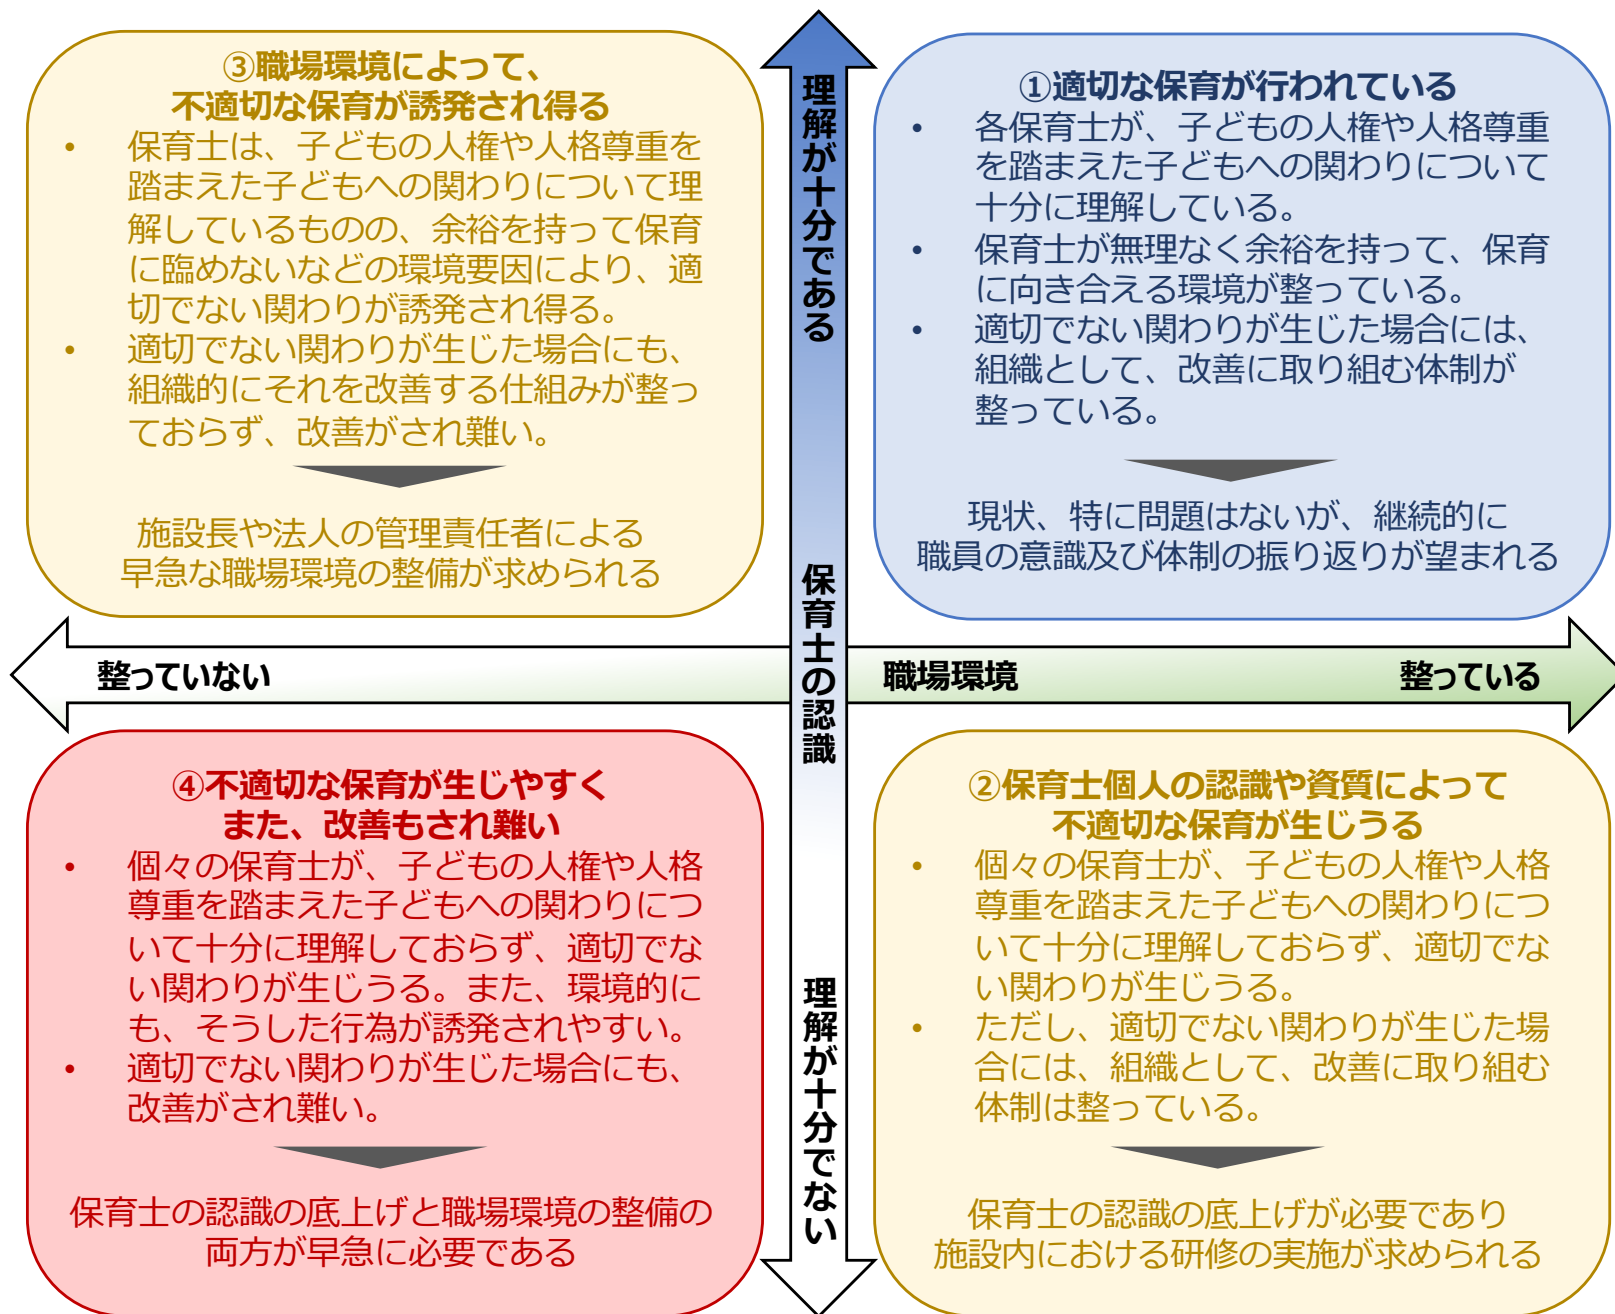 ③職場環境によって、
不適切な保育が誘発され得る
• 保育士は、子どもの人権や人格尊重を
踏まえた子どもへの関わりについて理
解しているものの、余裕を持って保育
に臨めないなどの環境要因により、適
切でない関わりが誘発され得る。
• 適切でない関わりが生じた場合にも、
組織的にそれを改善する仕組みが整っ
ておらず、改善がされ難い。
施設長や法人の管理責任者による
早急な職場環境の整備が求められる
理解が十分である
①適切な保育が行われている
• 各保育士が、子どもの人権や人格尊重
を踏まえた子どもへの関わりについて
十分に理解している。
• 保育士が無理なく余裕を持って、保育
に向き合える環境が整っている。
• 適切でない関わりが生じた場合には、
組織として、改善に取り組む体制が
整っている。
現状、特に問題はないが、継続的に
職員の意識及び体制の振り返りが望まれる
整っていない
保育士の認識
職場環境
整っている
④不適切な保育が生じやすく
また、改善もされ難い
• 個々の保育士が、子どもの人権や人格
尊重を踏まえた子どもへの関わりにつ
いて十分に理解しておらず、適切でな
い関わりが生じうる。また、環境的に
も、そうした行為が誘発されやすい。
• 適切でない関わりが生じた場合にも、
改善がされ難い。
保育士の認識の底上げと職場環境の整備の
両方が早急に必要である
理解が十分でない
②保育士個人の認識や資質によって
不適切な保育が生じうる
• 個々の保育士が、子どもの人権や人格
尊重を踏まえた子どもへの関わりにつ
いて十分に理解しておらず、適切でな
い関わりが生じうる。
• ただし、適切でない関わりが生じた場
合には、組織として、改善に取り組む
体制は整っている。
保育士の認識の底上げが必要であり
施設内における研修の実施が求められる